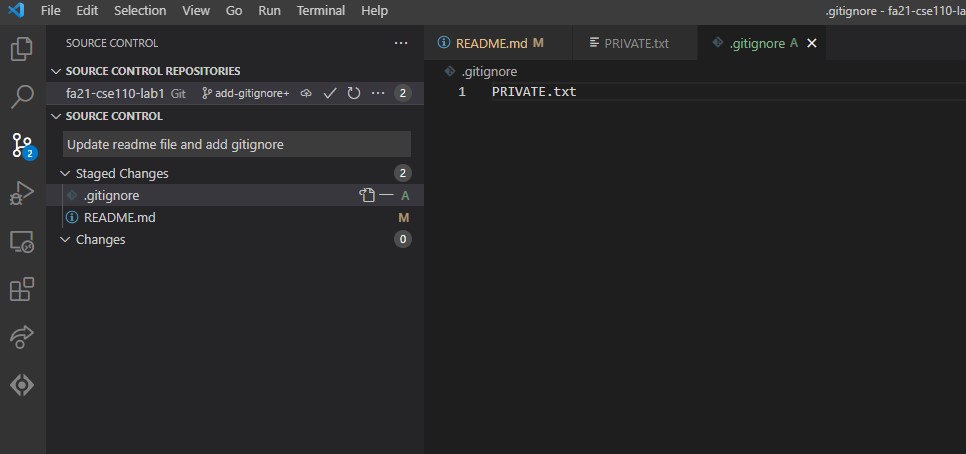 File Edit Selection View Go Run Terminal Help
.gitignore - fa21-cse110-la
SOURCE CONTROL
README.md M
PRIVATE.txt
.gitignore A
SOURCE CONTROL REPOSITORIES
.gitignore
fa21-cse110-lab1 Git add-gitignore+ 2
1 PRIVATE.txt
SOURCE CONTROL
Update readme file and add gitignore
2
Staged Changes 2
.gitignore A
README.md M
Changes 0